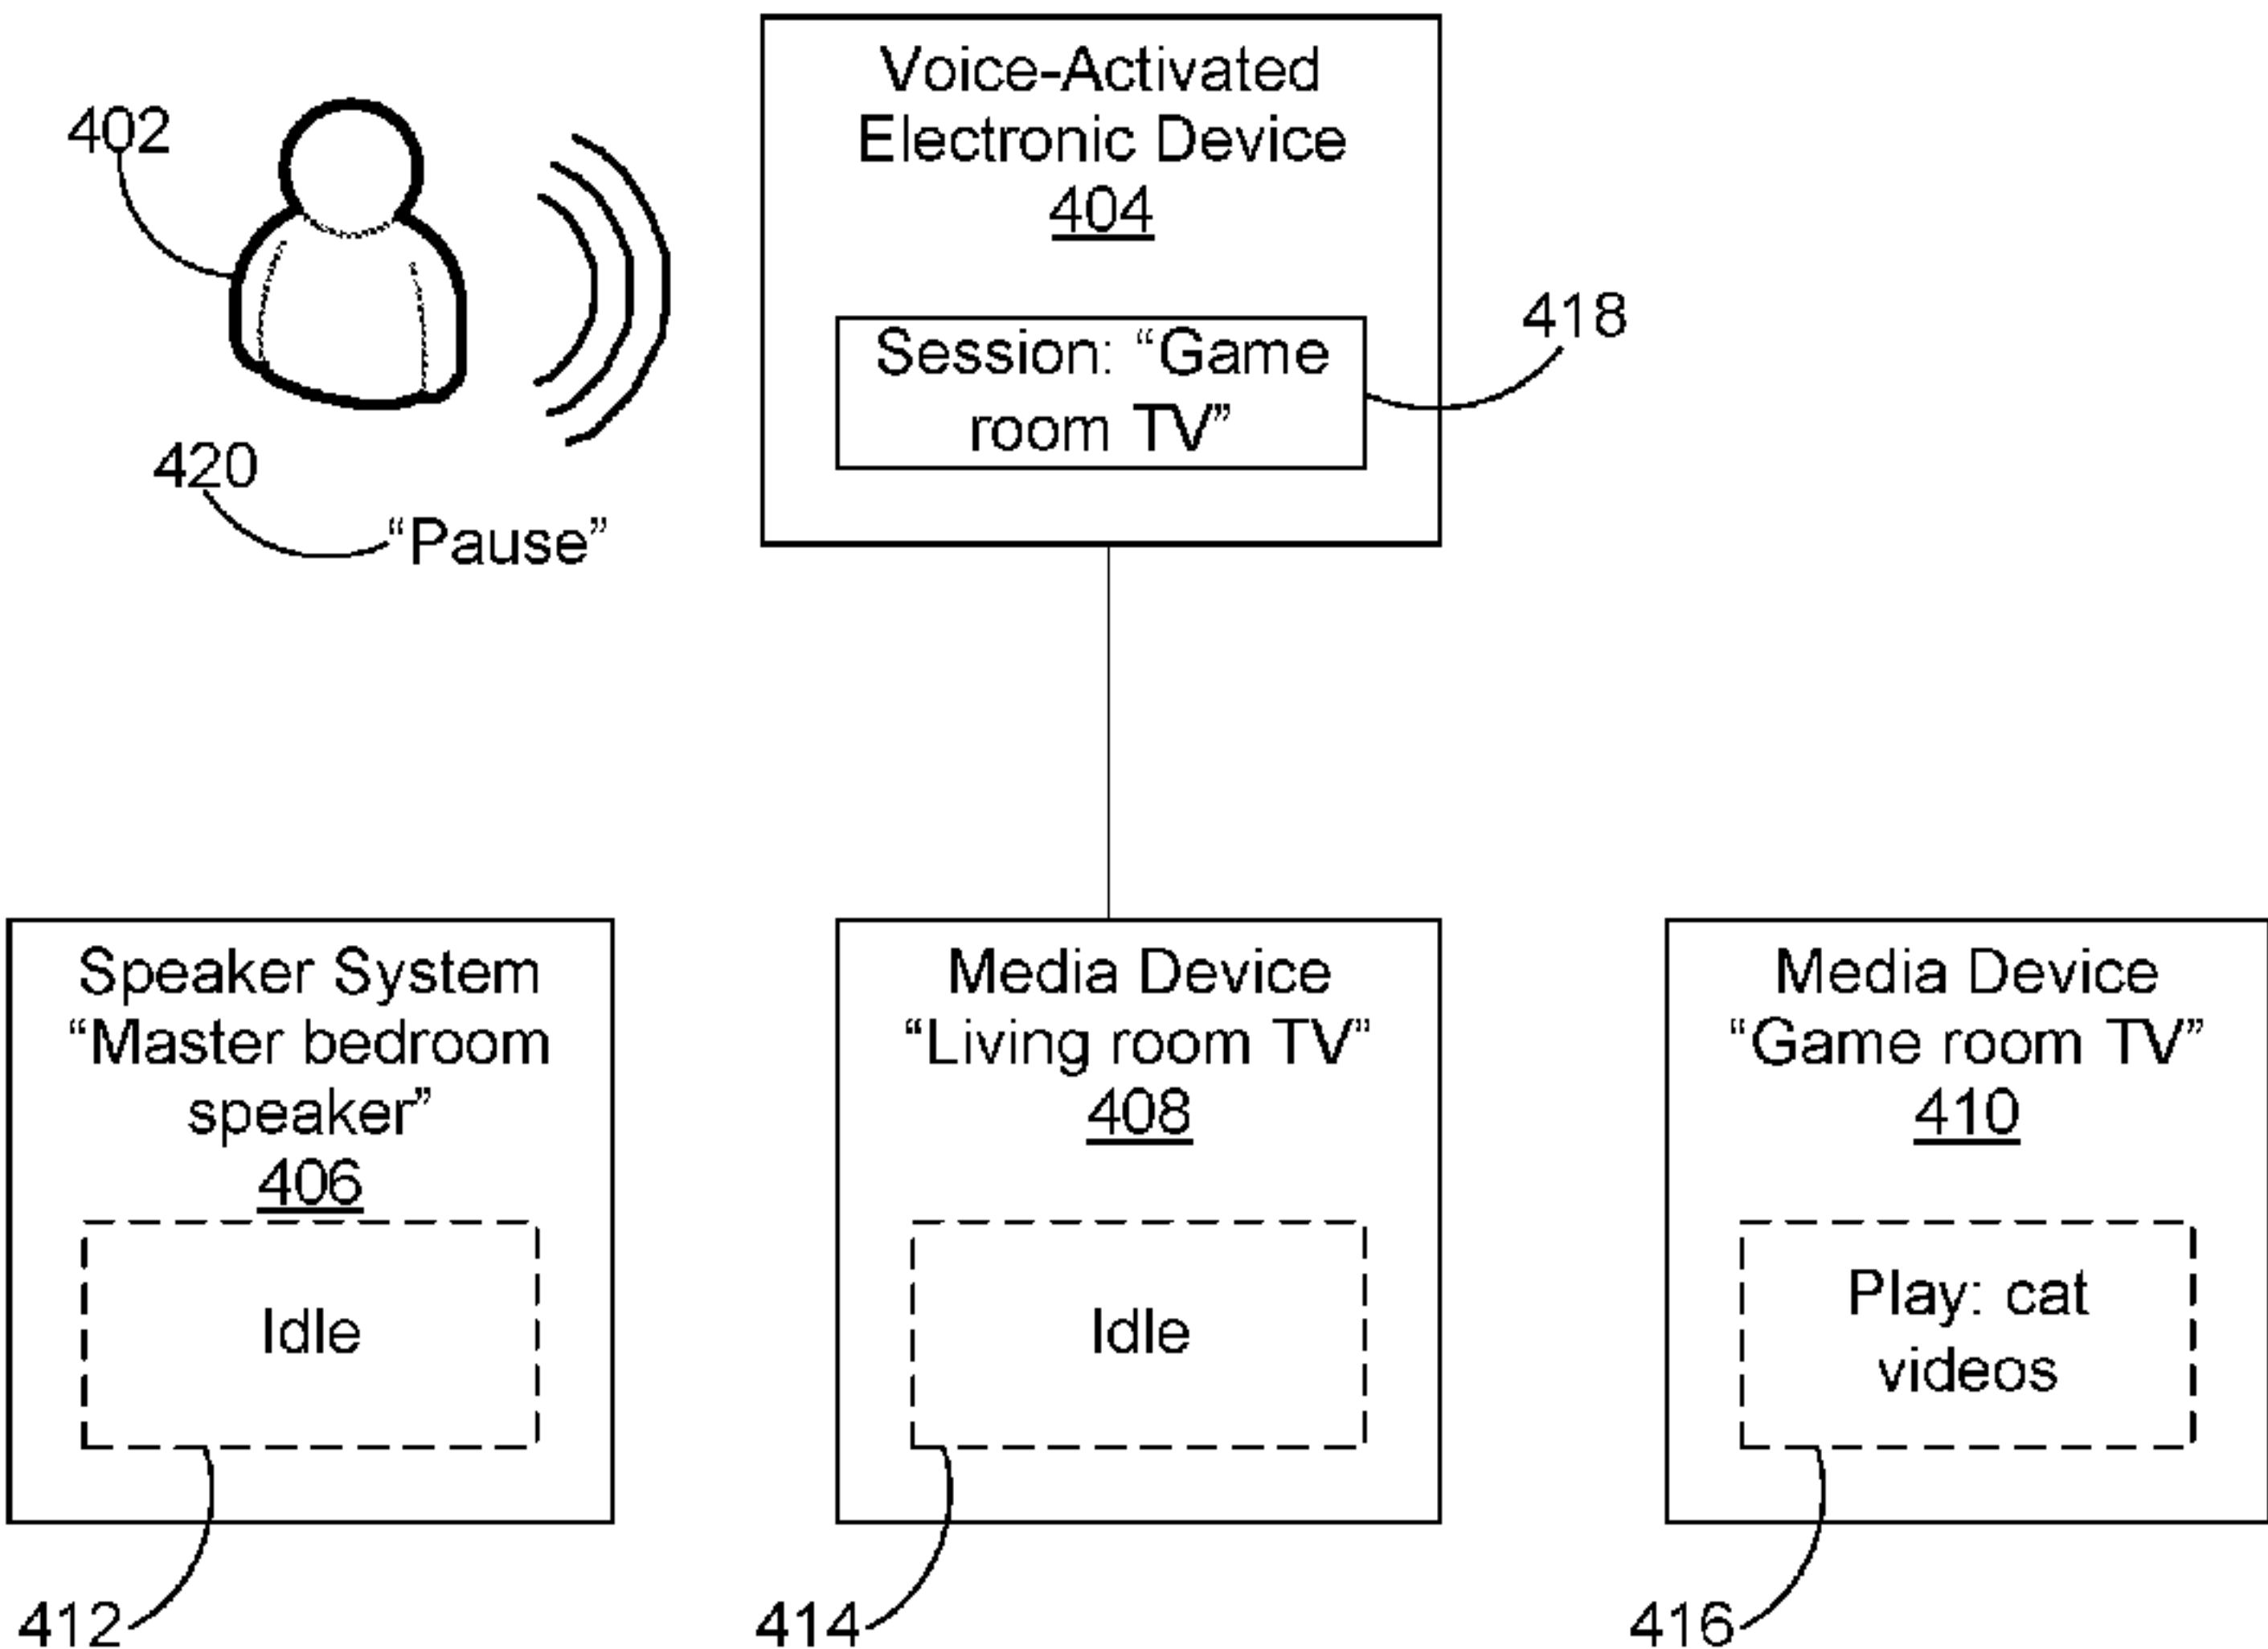 Voice-Activated
Electronic Device
404
402
418
Session: “Game
room TV”
420
“Pause”
Speaker System
“Master bedroom
speaker”
406
Idle
412
Media Device
“Living room TV”
408
Idle
414
Media Device
“Game room TV”
410
Play: cat
videos
416